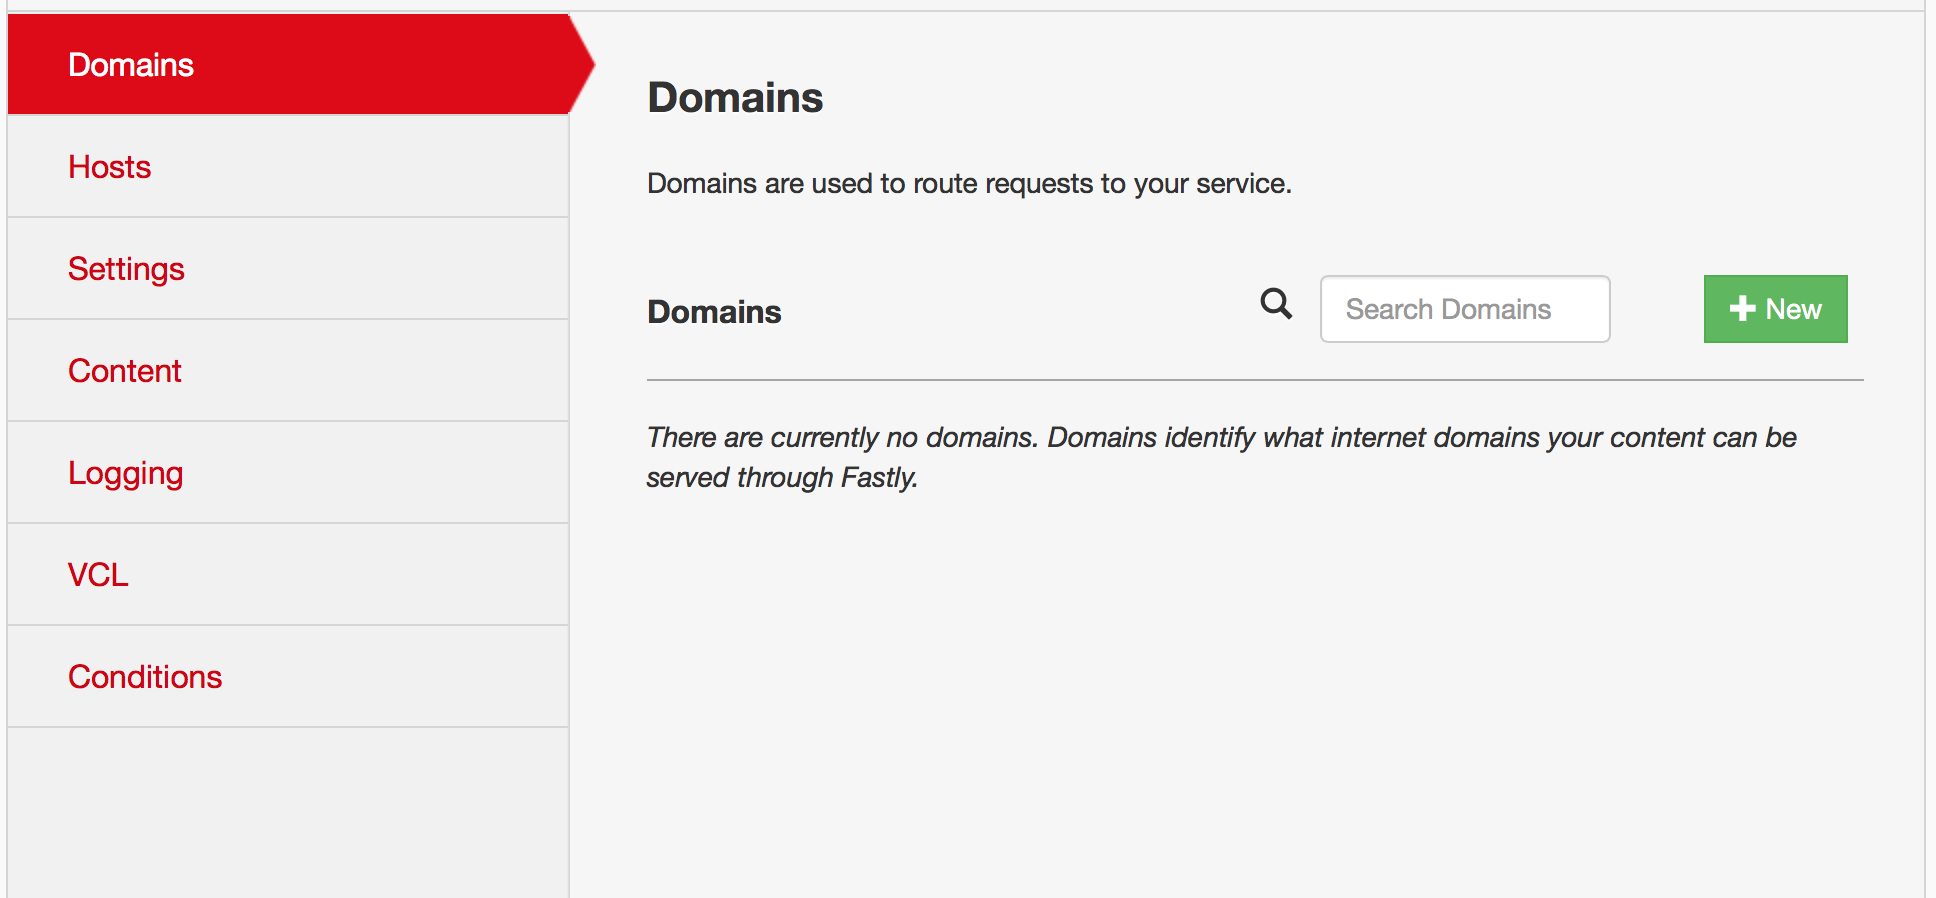 Domains
Hosts
Settings
Content
Logging
VCL
Conditions
Domains
Domains are used to route requests to your service.
Domains
Search Domains
New
There are currently no domains. Domains identify what internet domains your content can be
served through Fastly.